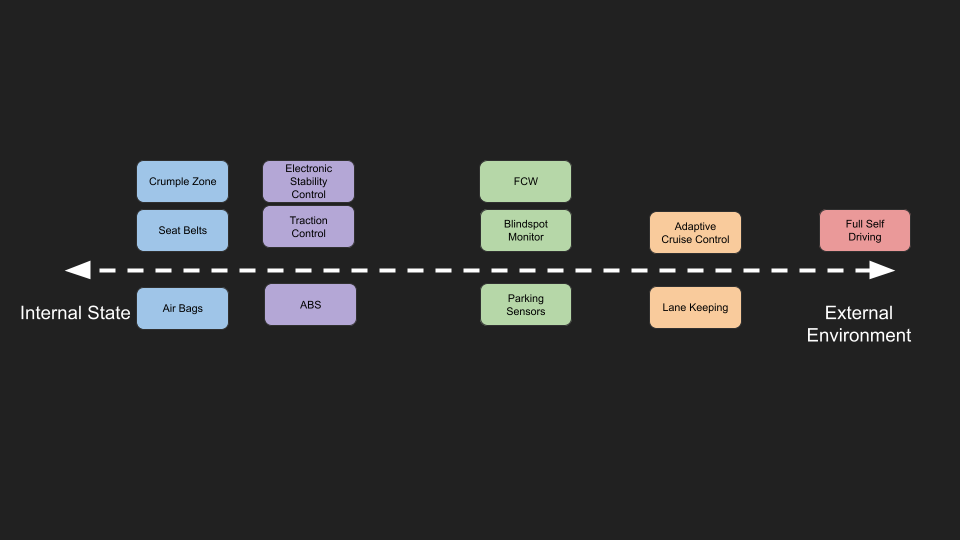 Crumple Zone
Electronic
Stability
Control
FCW
Seat Belts
Traction
Control
Blindspot
Monitor
Adaptive
Cruise Control
Full Self
Driving
Internal State
Air Bags
ABS
Parking
Sensors
Lane Keeping
External
Environment